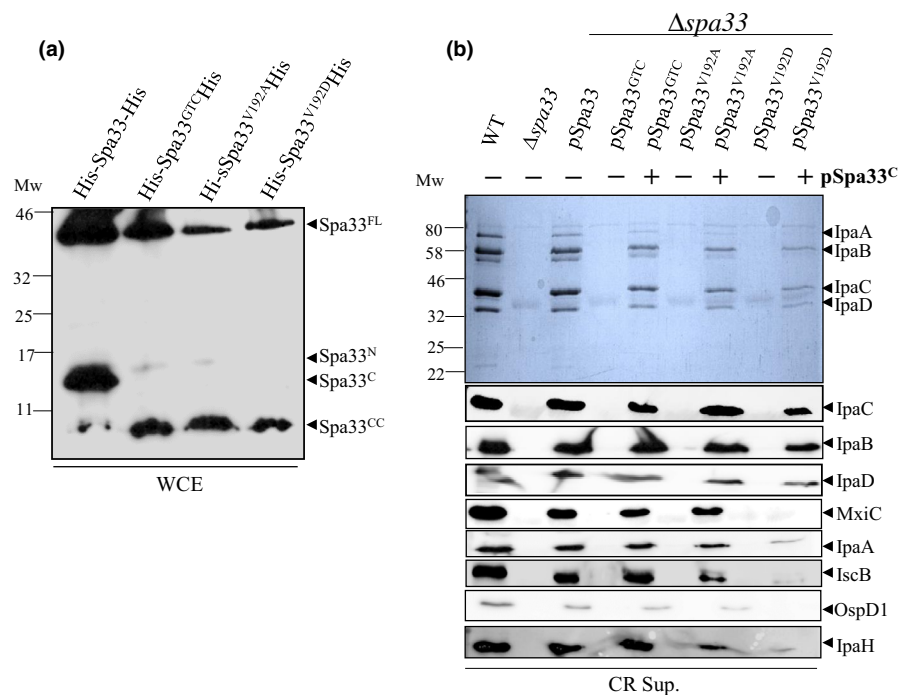 (a)
His-Spa33-His
His-Spa33GTCHis
Hi-sSpa33V192AHis
His-Spa33V192DHis
Mw
46
32
25
17
11
Spa33FL
Spa33N
Spa33C
Spa33CC
WCE
(b)
Δspa33
WT
Δspa33
pSpa33
pSpa33GTC
pSpa33GTC
pSpa33V192A
pSpa33V192A
pSpa33V192D
pSpa33V192D
− − − − + − + − + pSpa33C
Mw
80
58
46
32
25
22
IpaA
IpaB
IpaC
IpaD
IpaC
IpaB
IpaD
MxiC
IpaA
IscB
OspD1
IpaH
CR Sup.